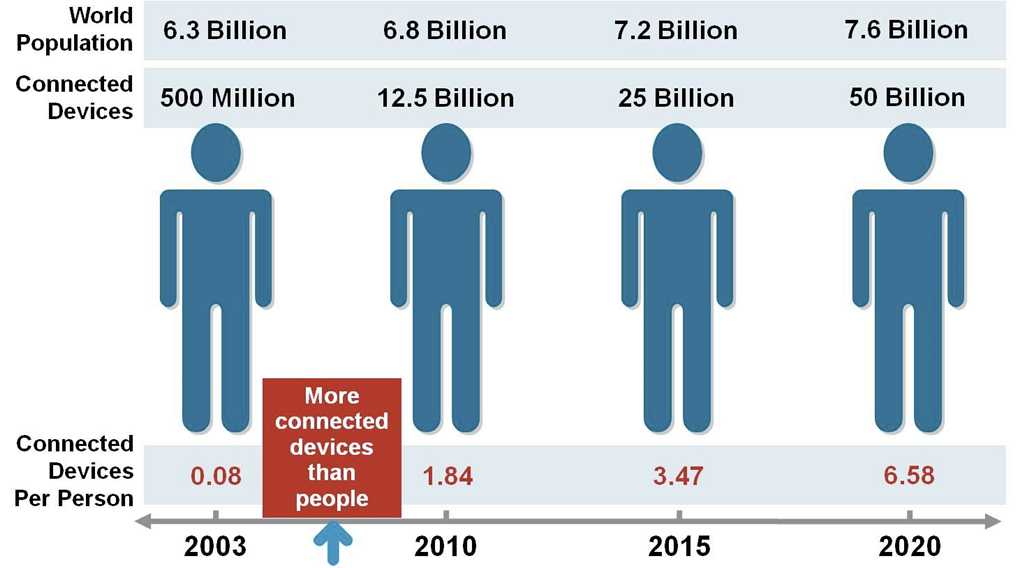 World
Population
6.3 Billion
6.8 Billion
7.2 Billion
7.6 Billion
Connected
Devices
500 Million
12.5 Billion
25 Billion
50 Billion
More
connected
devices
than
people
Connected
Devices
Per Person
0.08
1.84
3.47
6.58
2003
2010
2015
2020